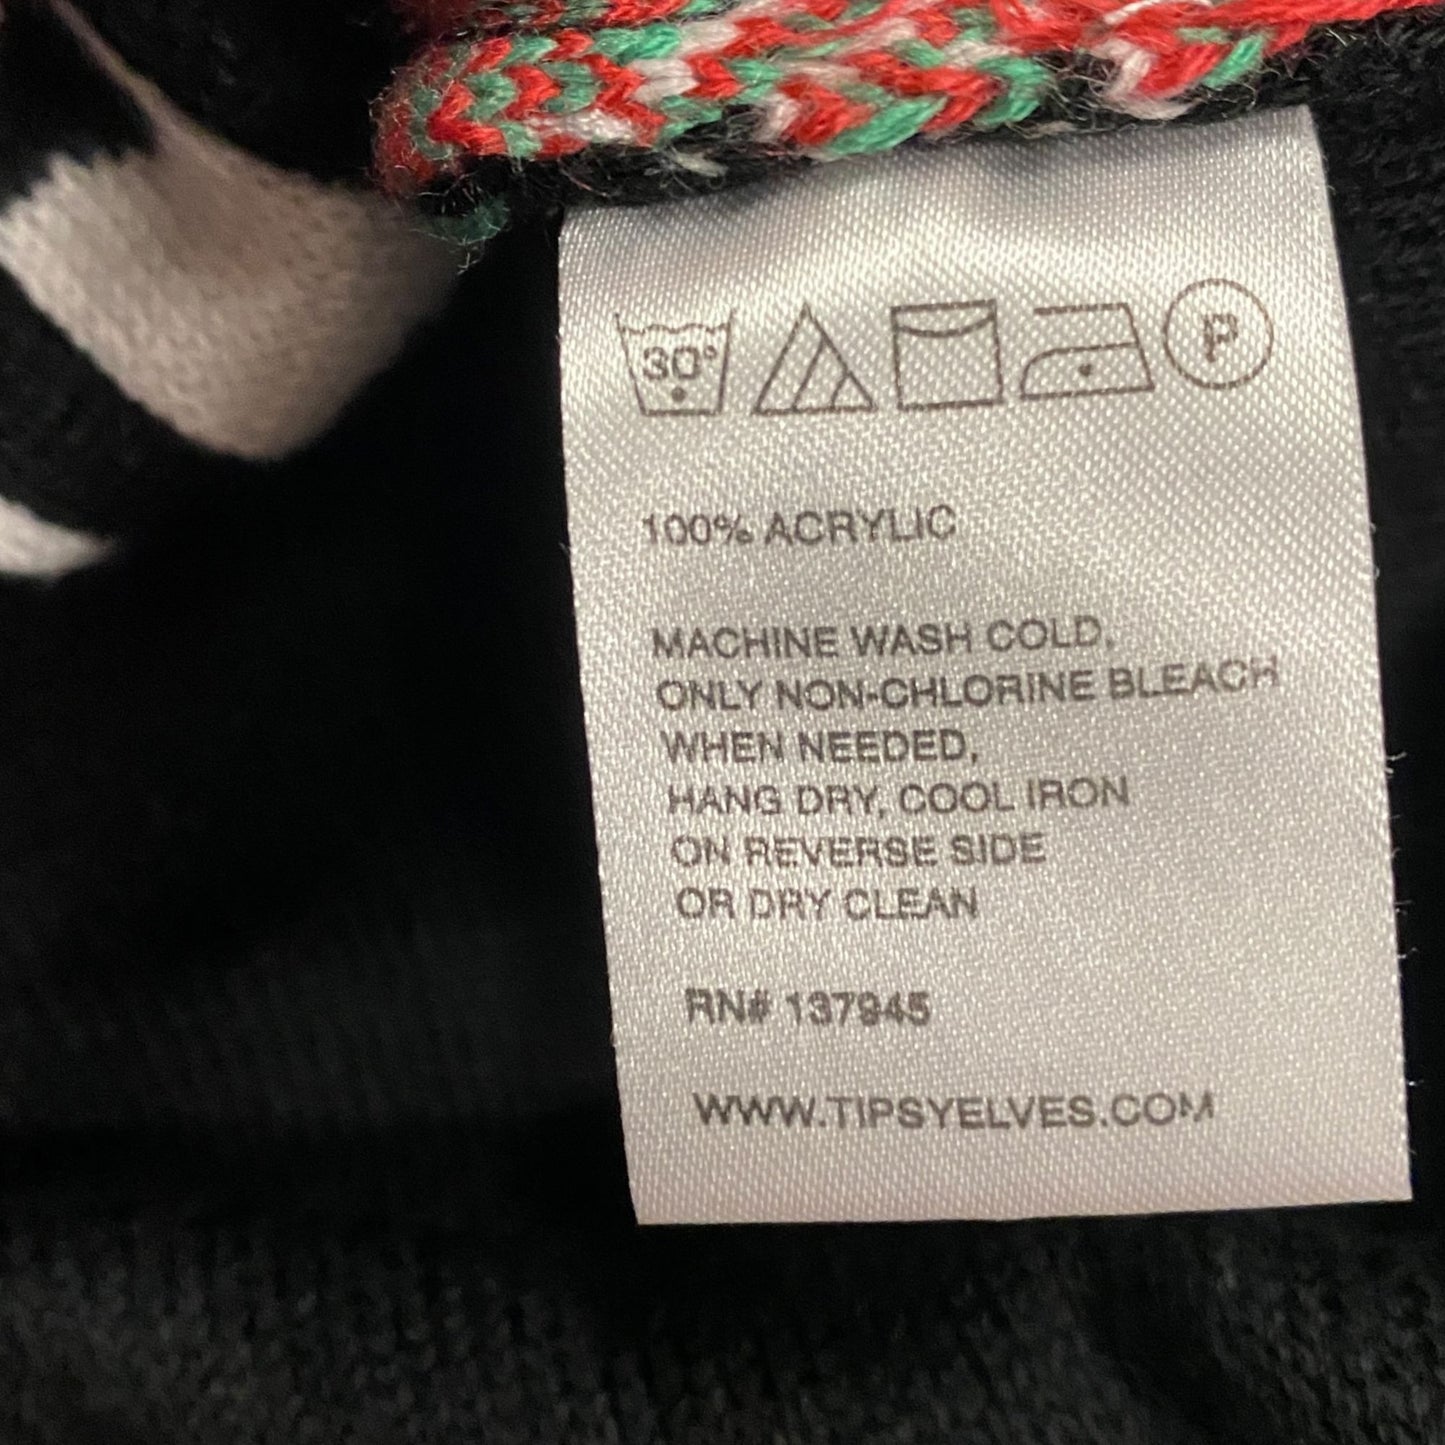 30°
P
100% ACRYLIC
MACHINE WASH COLD,
ONLY NON-CHLORINE BLEACH
WHEN NEEDED,
HANG DRY, COOL IRON
ON REVERSE SIDE
OR DRY CLEAN
RN# 137945
WWW.TIPSYELVES.COM